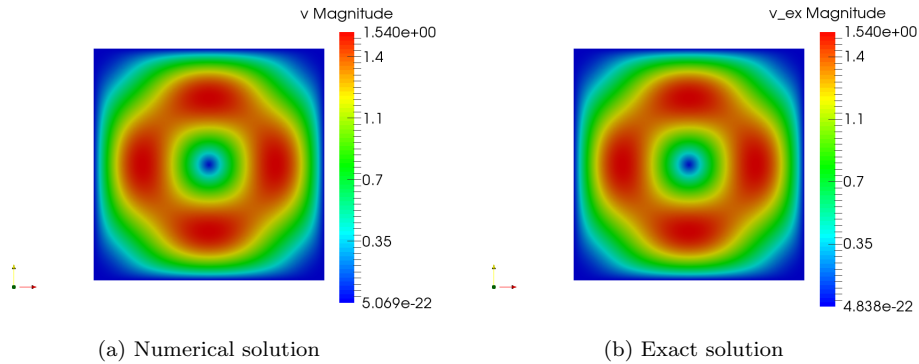 v Magnitude
1.540e+00
1.4
1.1
0.7
0.35
5.069e-22
(a) Numerical solution
v_ex Magnitude
1.540e+00
1.4
1.1
0.7
0.35
4.838e-22
(b) Exact solution